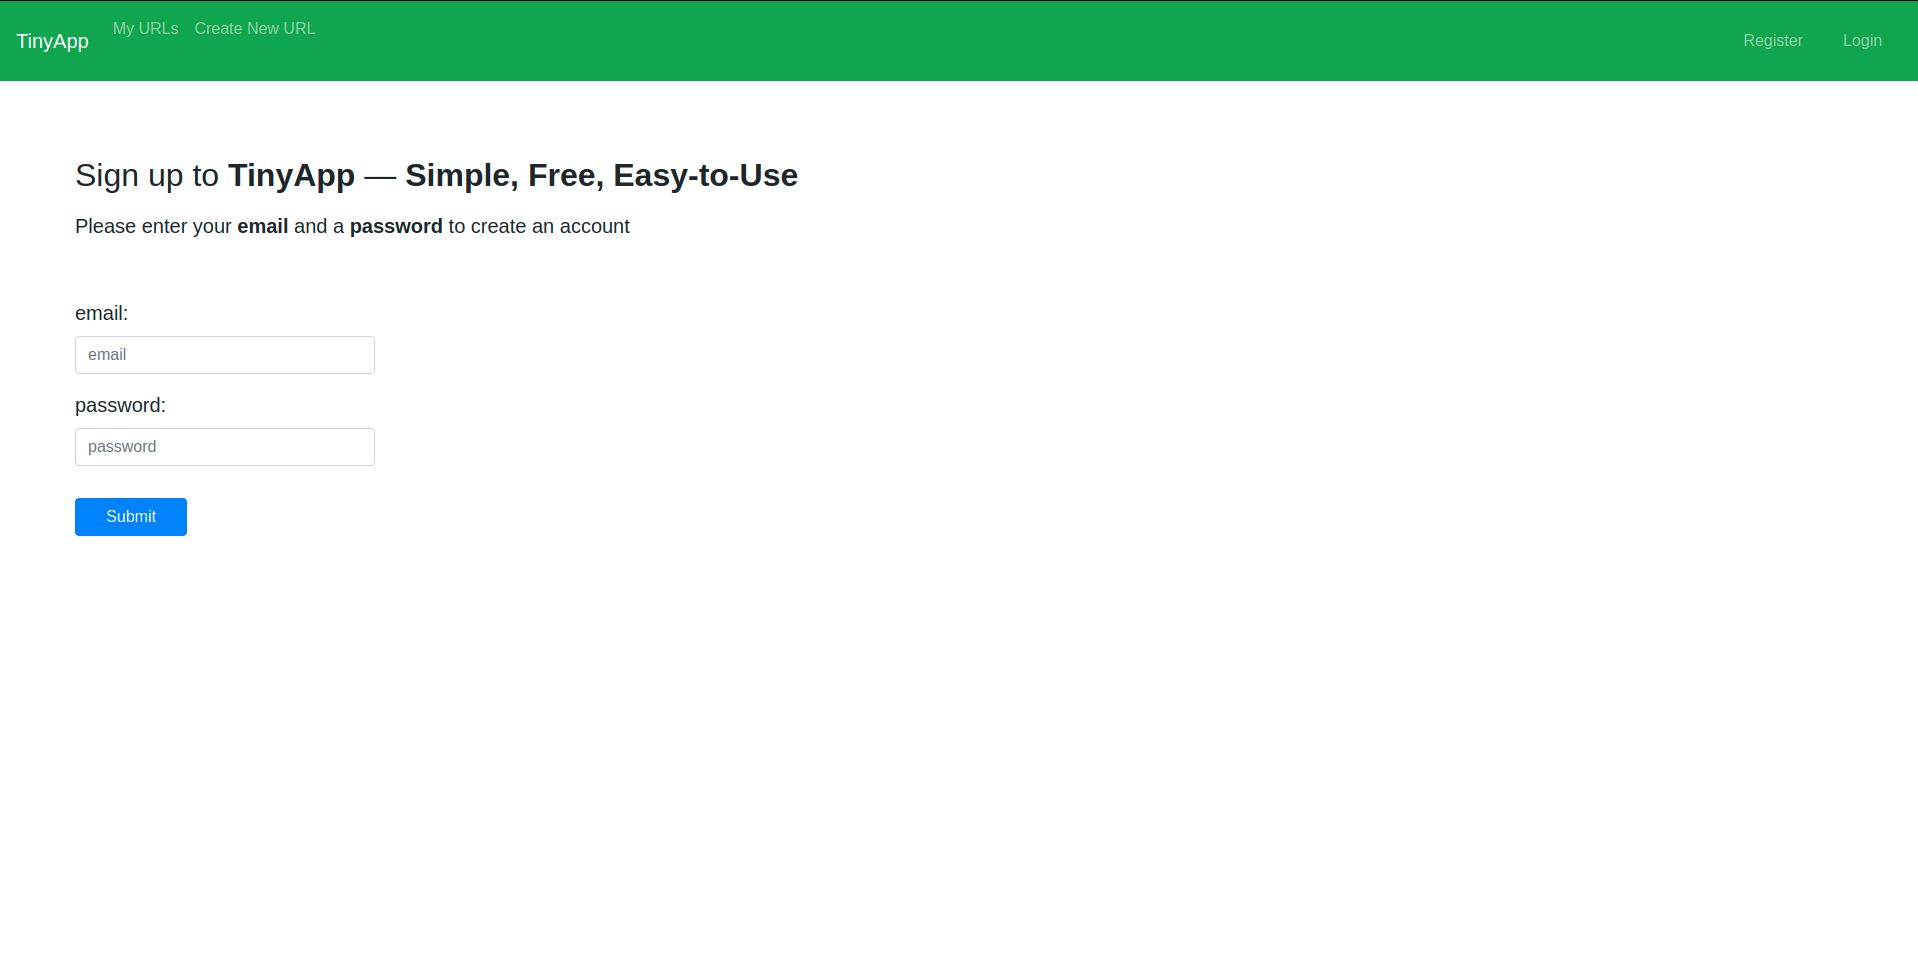 TinyApp My URLs Create New URL Register Login
Sign up to TinyApp — Simple, Free, Easy-to-Use
Please enter your email and a password to create an account
email:
email
password:
password
Submit